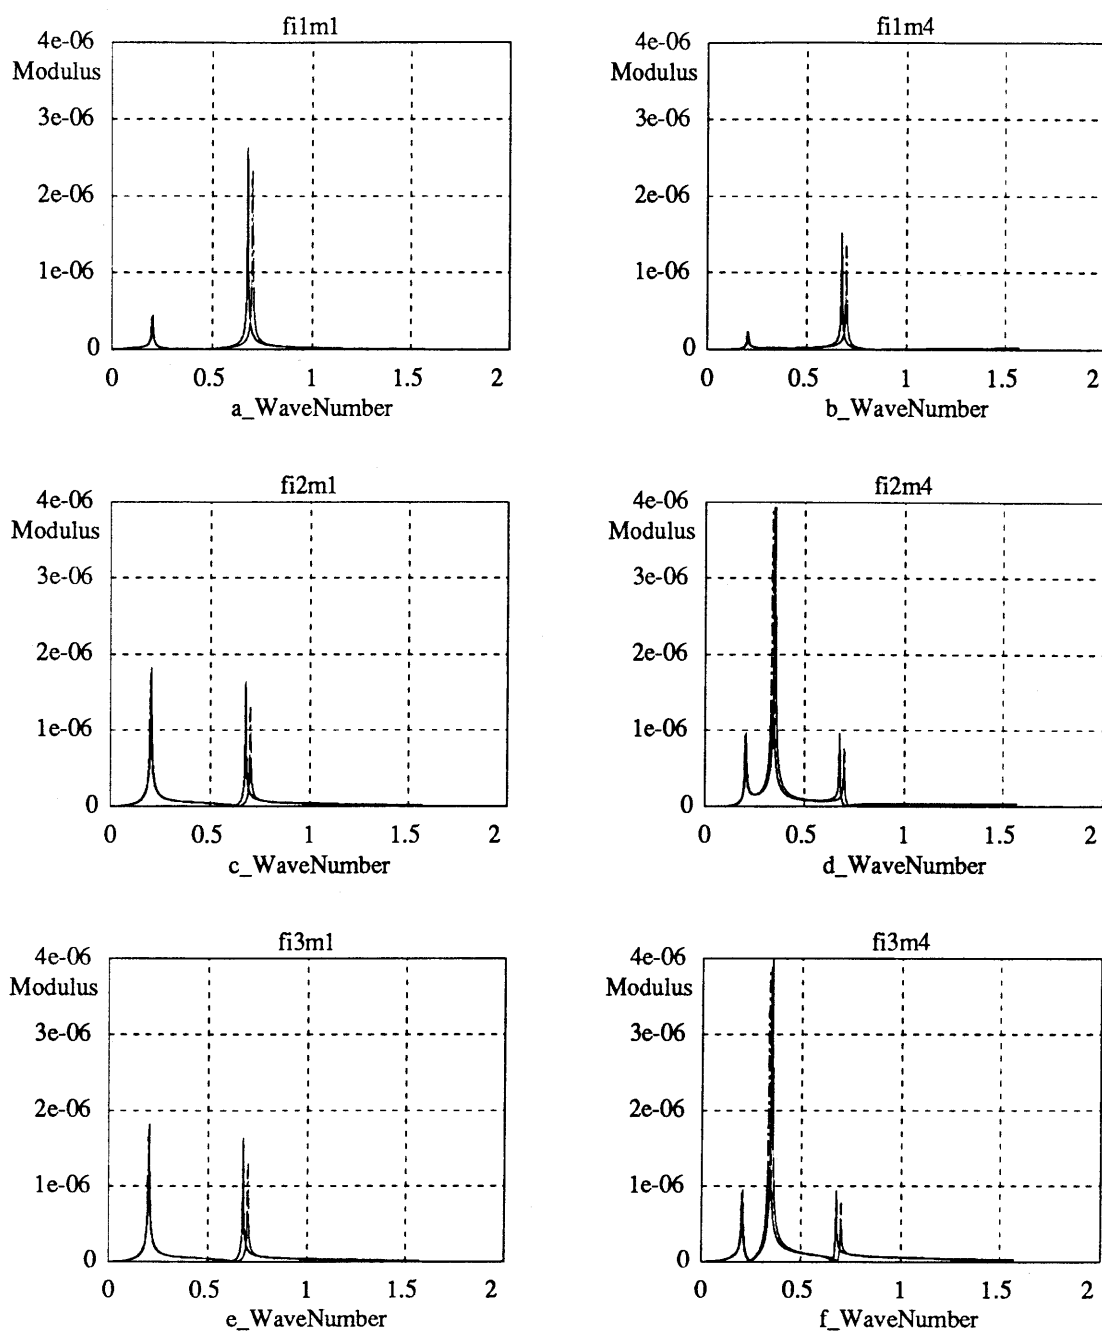 fi1m1
4e-06
Modulus
3e-06
2e-06
1e-06
0
0 0.5 1 1.5 2
a_WaveNumber
fi1m4
4e-06
Modulus
3e-06
2e-06
1e-06
0
0 0.5 1 1.5 2
b_WaveNumber
fi2m1
4e-06
Modulus
3e-06
2e-06
1e-06
0
0 0.5 1 1.5 2
c_WaveNumber
fi2m4
4e-06
Modulus
3e-06
2e-06
1e-06
0
0 0.5 1 1.5 2
d_WaveNumber
fi3m1
4e-06
Modulus
3e-06
2e-06
1e-06
0
0 0.5 1 1.5 2
e_WaveNumber
fi3m4
4e-06
Modulus
3e-06
2e-06
1e-06
0
0 0.5 1 1.5 2
f_WaveNumber